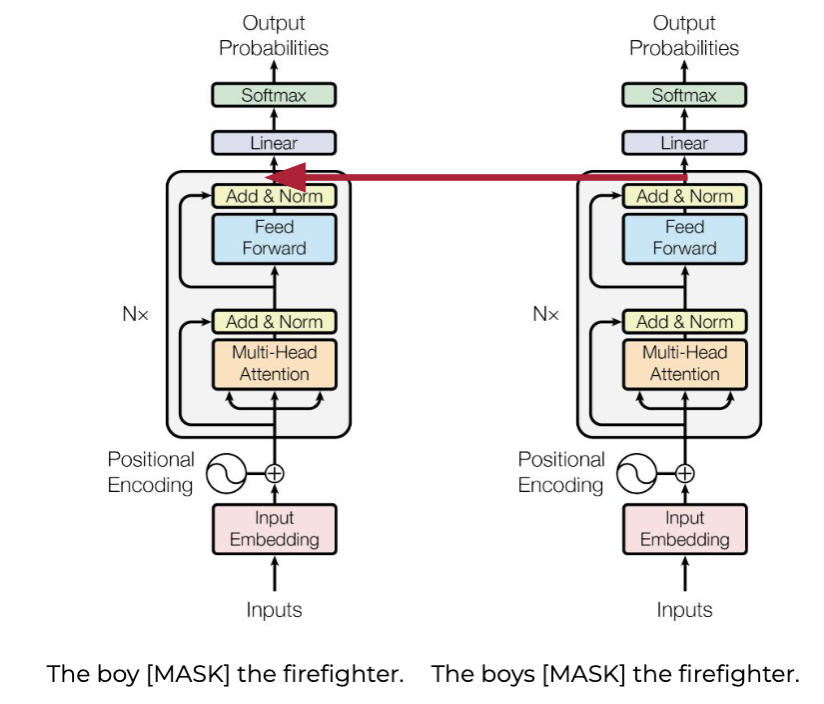 Output
Probabilities
Softmax
Linear
Add & Norm
Feed
Forward
Nx
Add & Norm
Multi-Head
Attention
Positional
Encoding
Input
Embedding
Inputs
The boy [MASK] the firefighter.
Output
Probabilities
Softmax
Linear
Add & Norm
Feed
Forward
Nx
Add & Norm
Multi-Head
Attention
Positional
Encoding
Input
Embedding
Inputs
The boys [MASK] the firefighter.